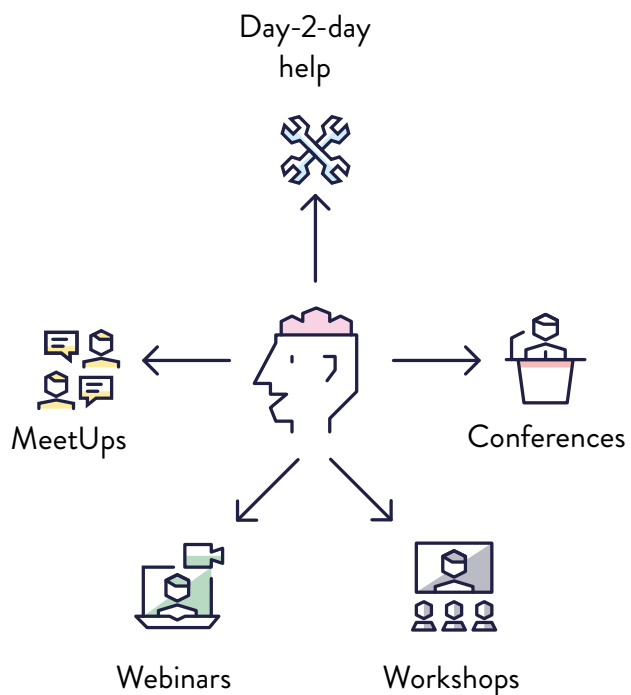 Day-2-day
help
MeetUps
Conferences
Webinars
Workshops